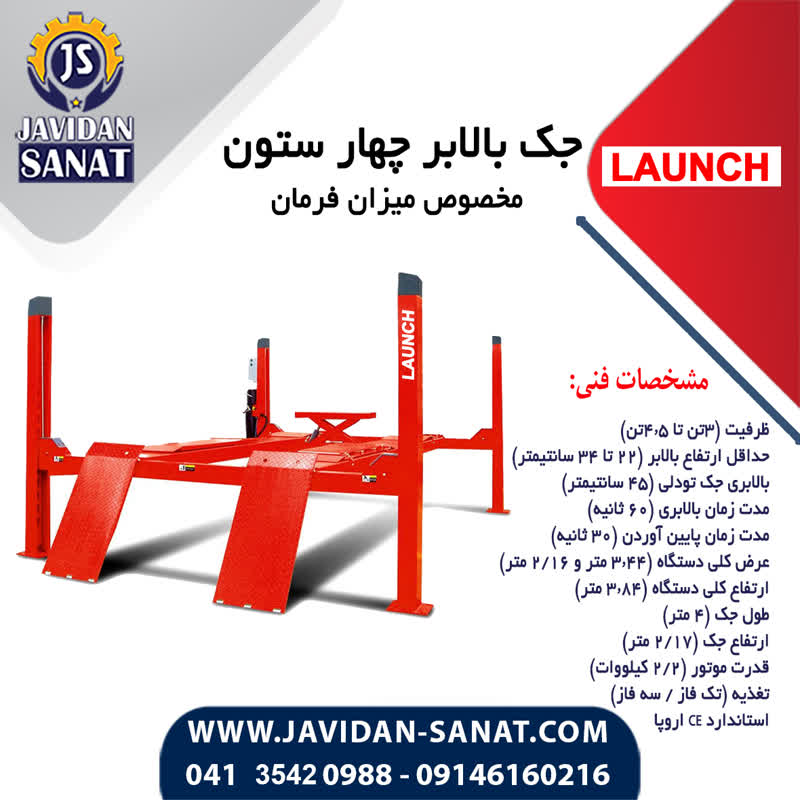 JS
JAVIDAN
SANAT
جک بالابر چهار ستون
مخصوص میزان فرمان
LAUNCH
LAUNCH
مشخصات فنی:
ظرفیت (۳تن تا ۴٫۵تن)
حداقل ارتفاع بالابر (۲۲ تا ۳۴ سانتیمتر)
بالابری جک تودلی (۴۵ سانتیمتر)
مدت زمان بالابری (۶۰ ثانیه)
مدت زمان پایین آوردن (۳۰ ثانیه)
عرض کلی دستگاه (۳٫۴۴ متر و ۲/۱۶ متر)
ارتفاع کلی دستگاه (۳٫۸۴ متر)
طول جک (۴ متر)
ارتفاع جک (۲/۱۷ متر)
قدرت موتور (۲/۲ کیلووات)
تغذیه (تک فاز / سه فاز)
استاندارد CE اروپا
WWW.JAVIDAN-SANAT.COM
041 3542 0988 - 09146160216